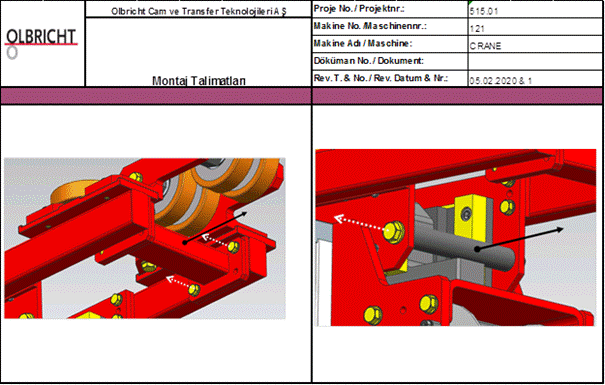 OLBRICHT
Olbricht Cam ve Transfer Teknolojileri A Ş
Montaj Talimatları
Proje No. / Projektnr.: 515.01
Makine No. /Maschinennr.: 121
Makine Adı / Maschine: CRANE
Döküman No. / Dokument:
Rev.T. & No. / Rev. Datum & Nr.: 05.02.2020 & 1